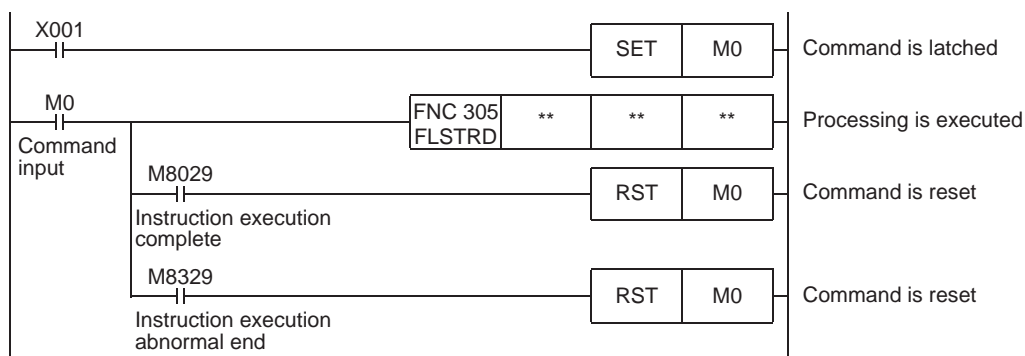 X001
SET M0 Command is latched
M0
FNC 305
FLSTRD ** ** ** Processing is executed
Command
input
M8029
RST M0 Command is reset
Instruction execution
complete
M8329
RST M0 Command is reset
Instruction execution
abnormal end